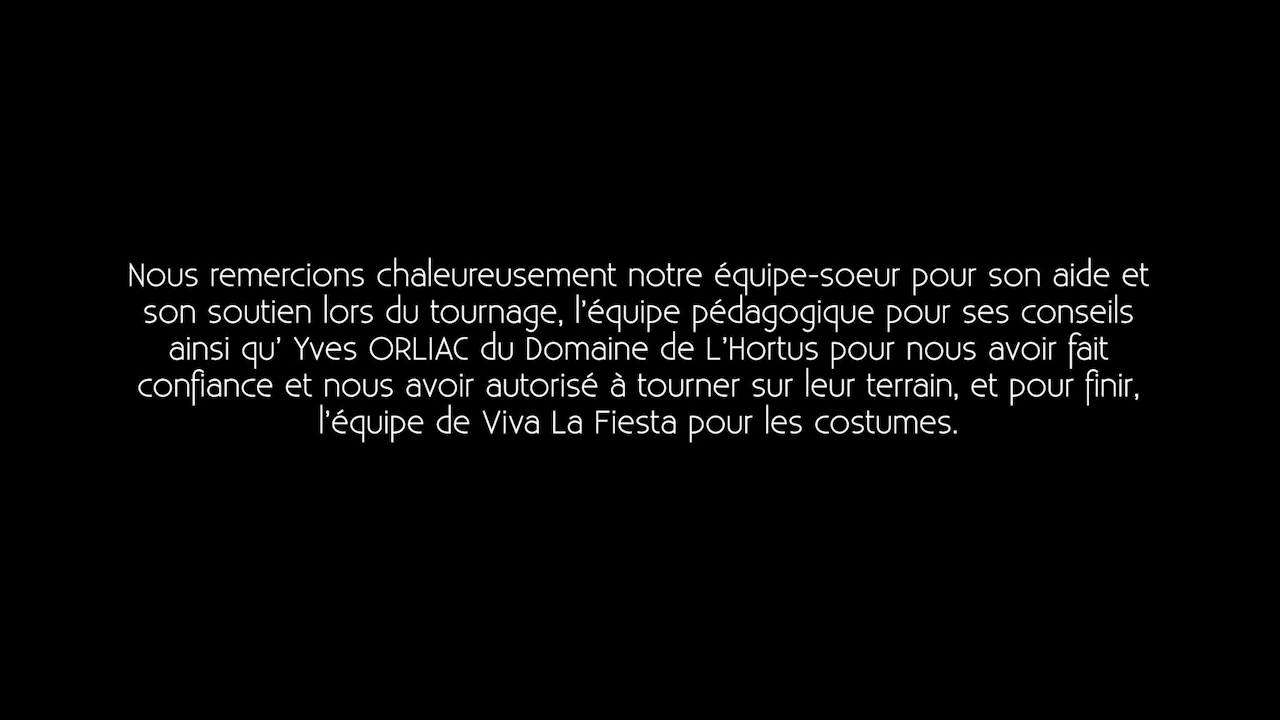 Nous remercions chaleureusement notre équipe-soeur pour son aide et
son soutien lors du tournage, l'équipe pédagogique pour ses conseils
ainsi qu' Yves ORLIAC du Domaine de L'Hortus pour nous avoir fait
confiance et nous avoir autorisé à tourner sur leur terrain, et pour finir,
l'équipe de Viva La Fiesta pour les costumes.